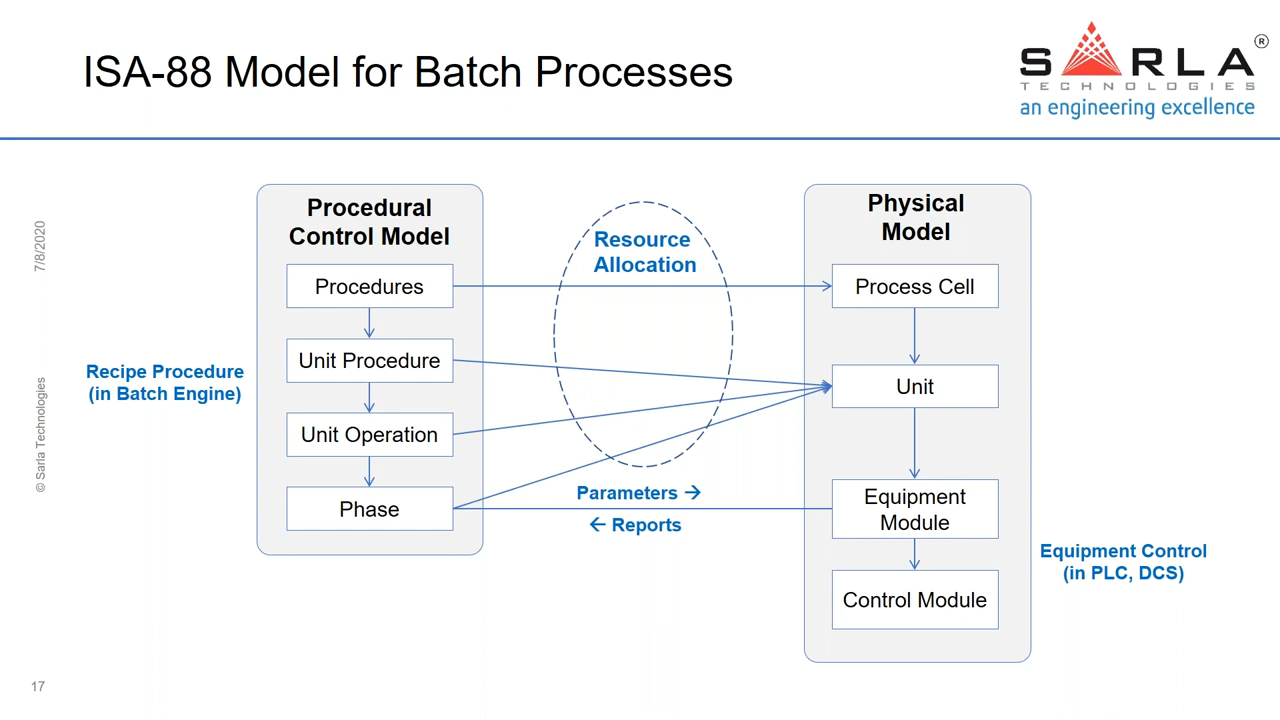 ISA-88 Model for Batch Processes
SARLA
®
TECHNOLOGIES
an engineering excellence
7/8/2020
© Sarla Technologies
Recipe Procedure
(in Batch Engine)
Procedural
Control Model
Procedures
Unit Procedure
Unit Operation
Phase
Resource
Allocation
Parameters →
← Reports
Physical
Model
Process Cell
Unit
Equipment
Module
Control Module
Equipment Control
(in PLC, DCS)
17